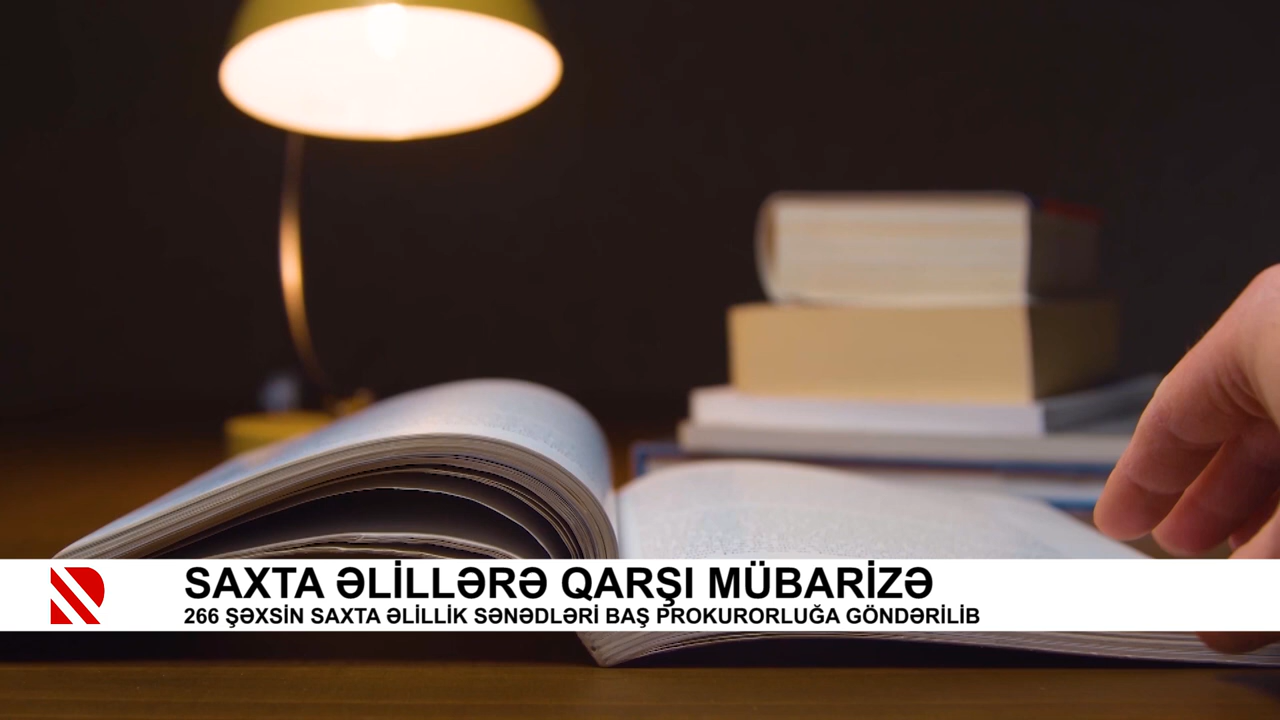 SAXTA ƏLİLLƏRƏ QARŞI MÜBARİZƏ
266 ŞƏXSİN SAXTA ƏLİLLİK SƏNƏDLƏRİ BAŞ PROKURORLUĞA GÖNDƏRİLİB